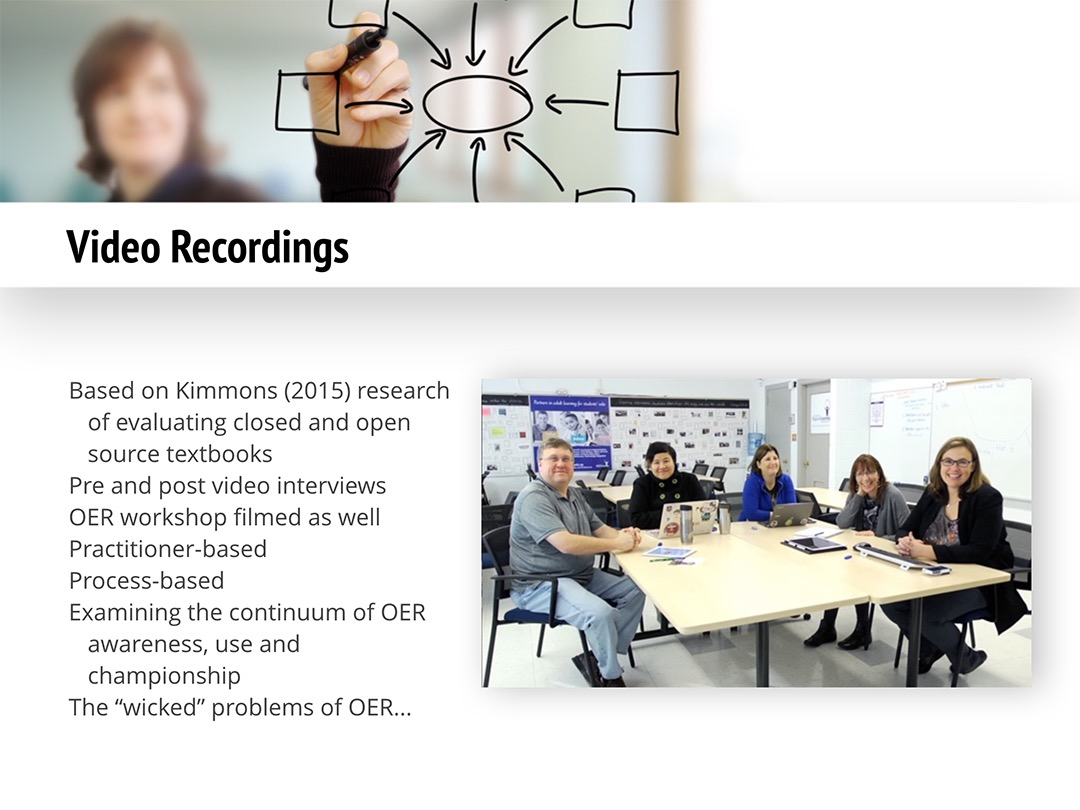 Video Recordings
Based on Kimmons (2015) research
of evaluating closed and open
source textbooks
Pre and post video interviews
OER workshop filmed as well
Practitioner-based
Process-based
Examining the continuum of OER
awareness, use and
championship
The “wicked” problems of OER...